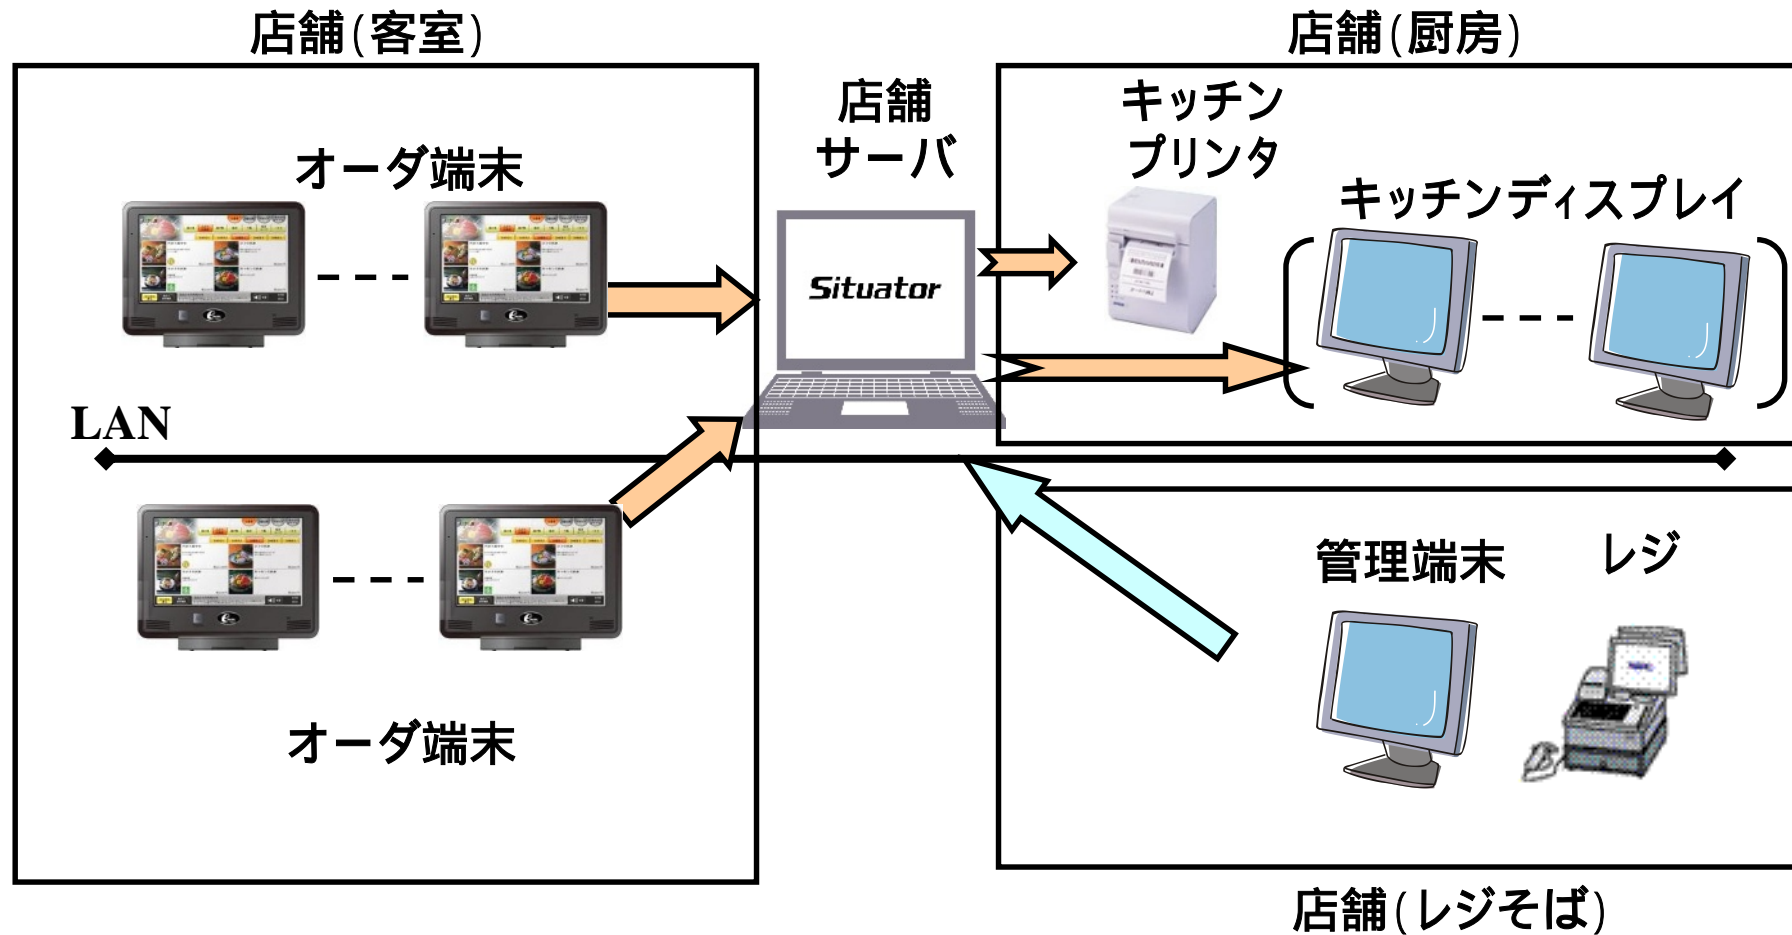 店舗(客室)
店舗(厨房)
店舗
サーバ
キッチン
プリンタ
オーダ端末
キッチンディスプレイ
Situator
LAN
管理端末
レジ
オーダ端末
店舗(レジそば)